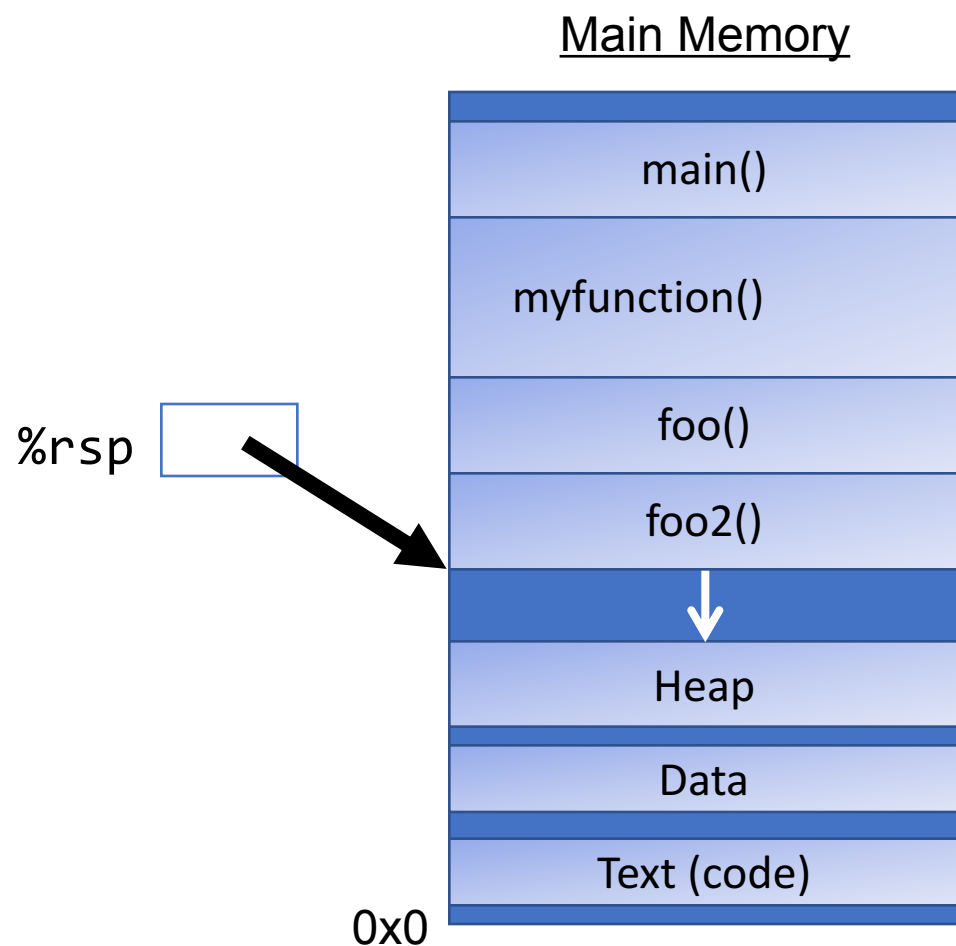 Main Memory
main()
myfunction()
%rsp
foo()
foo2()
Heap
Data
Text (code)
0x0